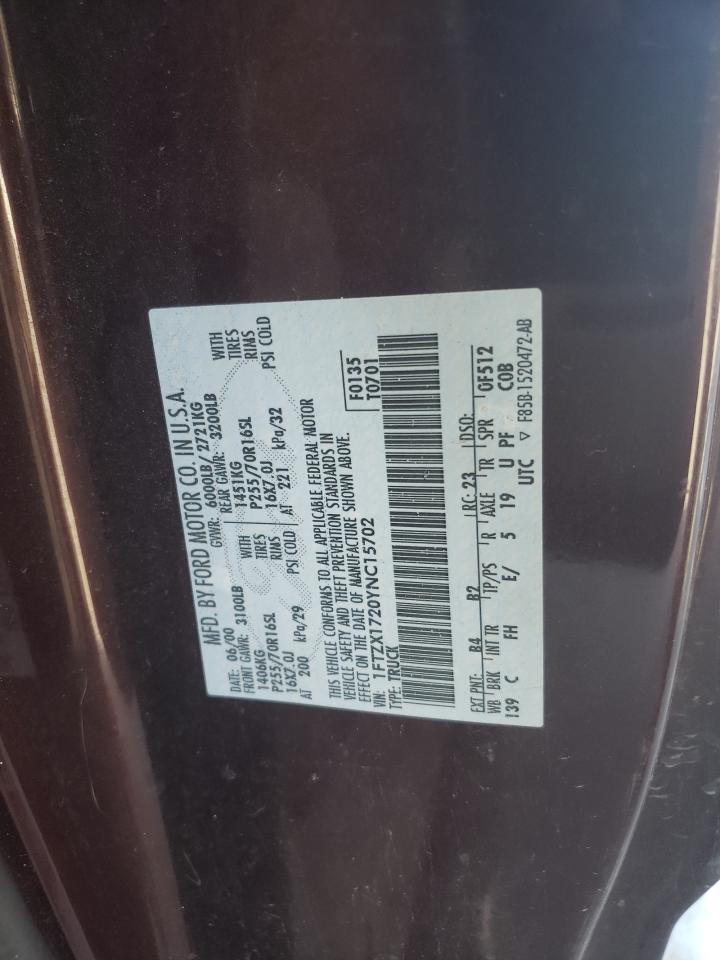 MFD. BY FORD MOTOR CO. IN U.S.A.
DATE: 06/00 GVWR: 6000LB/ 2721KG
FRONT GAWR: 3100LB REAR GAWR: 3200LB
1406KG WITH 1451KG WITH
P255/70R16SL TIRES P255/70R16SL TIRES
16X7.0J RIMS 16X7.0J RIMS
AT 200 kPa/29 PSI COLD AT 221 kPa/32 PSI COLD
THIS VEHICLE CONFORMS TO ALL APPLICABLE FEDERAL MOTOR
VEHICLE SAFETY AND THEFT PREVENTION STANDARDS IN
EFFECT ON THE DATE OF MANUFACTURE SHOWN ABOVE.
F0135
VIN: 1FTZX1720YNC15702 T0701
TYPE: TRUCK
EXT PNT: B4 B2 RC: 23 DSO:
WB BRK INT TR TP/PS R AXLE TR SPR 0F512
139 C FH E/ 5 19 U PF COB
UTC ▽ F85B-1520472-AB